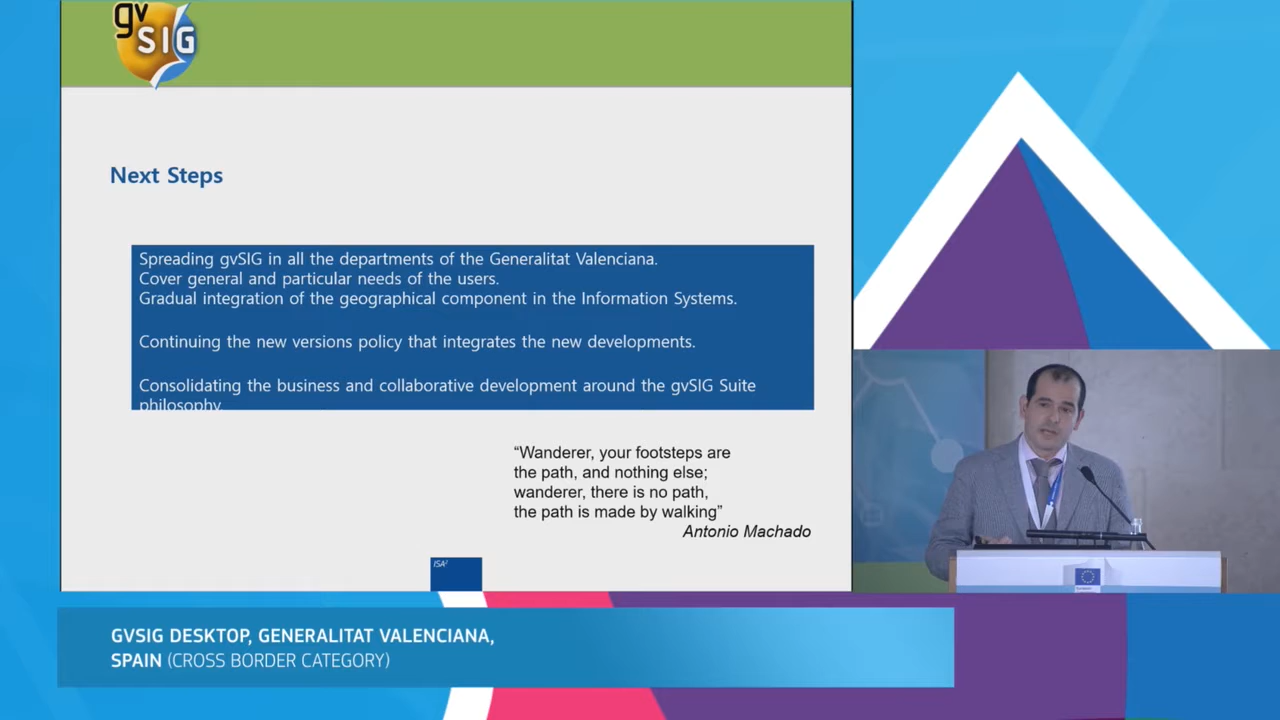 gv
SIG
Next Steps
Spreading gvSIG in all the departments of the Generalitat Valenciana.
Cover general and particular needs of the users.
Gradual integration of the geographical component in the Information Systems.
Continuing the new versions policy that integrates the new developments.
Consolidating the business and collaborative development around the gvSIG Suite
philosophy
“Wanderer, your footsteps are
the path, and nothing else;
wanderer, there is no path,
the path is made by walking”
Antonio Machado
ISA²
GVSIG DESKTOP, GENERALITAT VALENCIANA,
SPAIN (CROSS BORDER CATEGORY)